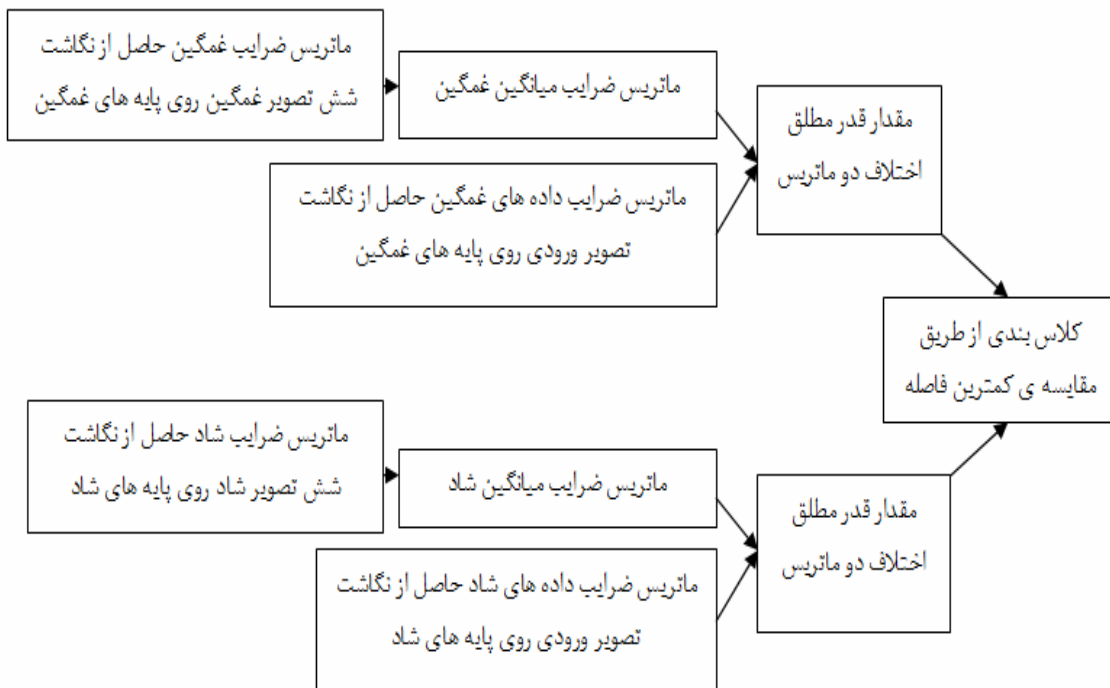 ماتریس ضرایب غمگین حاصل از نگاشت
شش تصویر غمگین روی پایه های غمگین
ماتریس ضرایب میانگین غمگین
ماتریس ضرایب داده های غمگین حاصل از نگاشت
تصویر ورودی روی پایه های غمگین
مقدار قدر مطلق
اختلاف دو ماتریس
کلاس بندی از طریق
مقایسه ی کمترین فاصله
ماتریس ضرایب شاد حاصل از نگاشت
شش تصویر شاد روی پایه های شاد
ماتریس ضرایب میانگین شاد
ماتریس ضرایب داده های شاد حاصل از نگاشت
تصویر ورودی روی پایه های شاد
مقدار قدر مطلق
اختلاف دو ماتریس